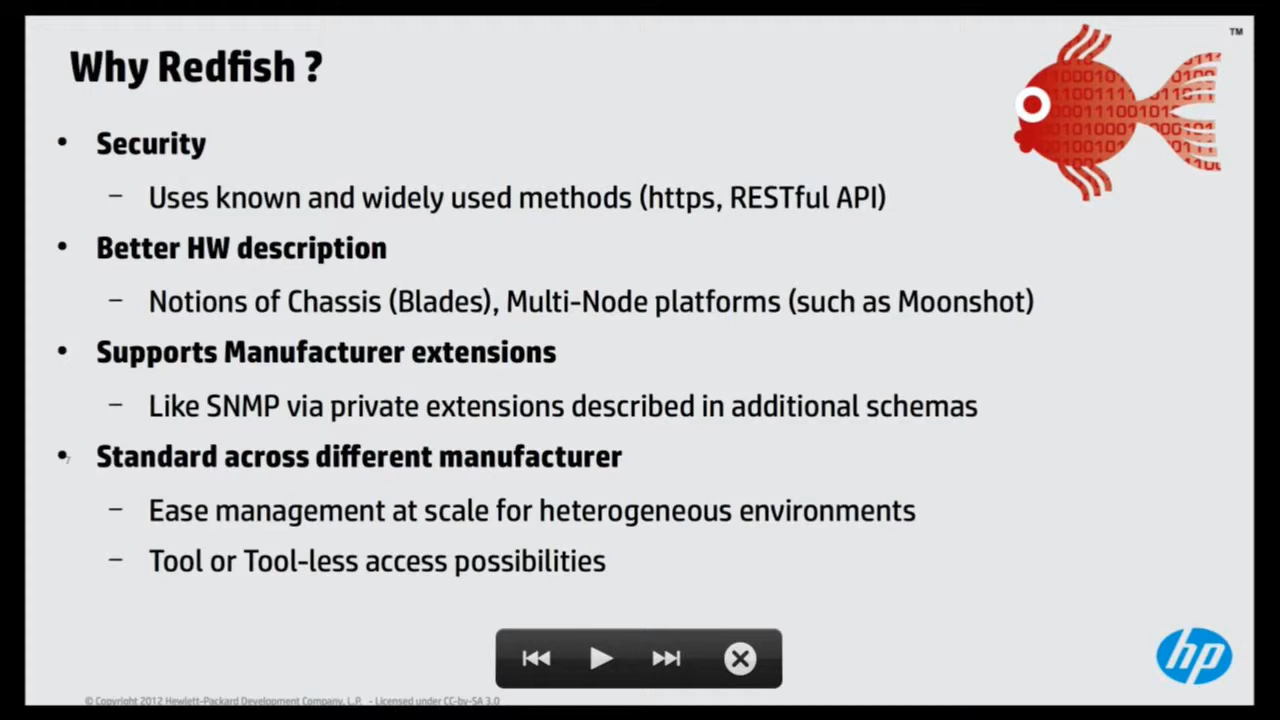 Why Redfish ?
™
• Security
– Uses known and widely used methods (https, RESTful API)
• Better HW description
– Notions of Chassis (Blades), Multi-Node platforms (such as Moonshot)
• Supports Manufacturer extensions
– Like SNMP via private extensions described in additional schemas
• Standard across different manufacturer
– Ease management at scale for heterogeneous environments
– Tool or Tool-less access possibilities
hp
© Copyright 2012 Hewlett-Packard Development Company, L.P. - Licensed under CC-by-SA 3.0